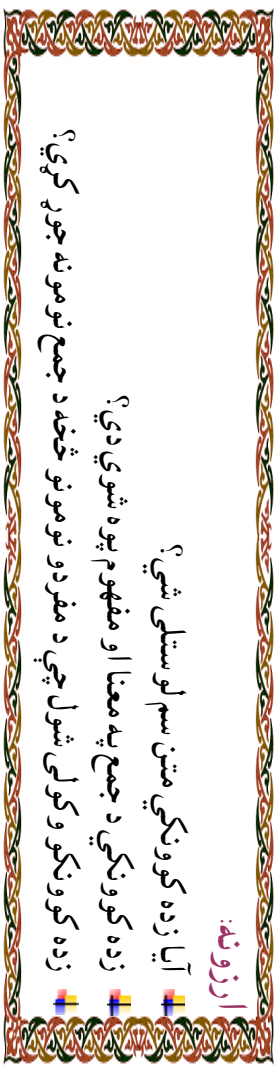 ارزونه:
آیا زده کوونکي متن سم لوستلی شي؟
زده کوونکي د جمع په معنا او مفهوم پوه شوي دي؟
زده کوونکو وکولی شول چې د مفردو نومونو څخه د جمع نومونه جوړ کړي؟